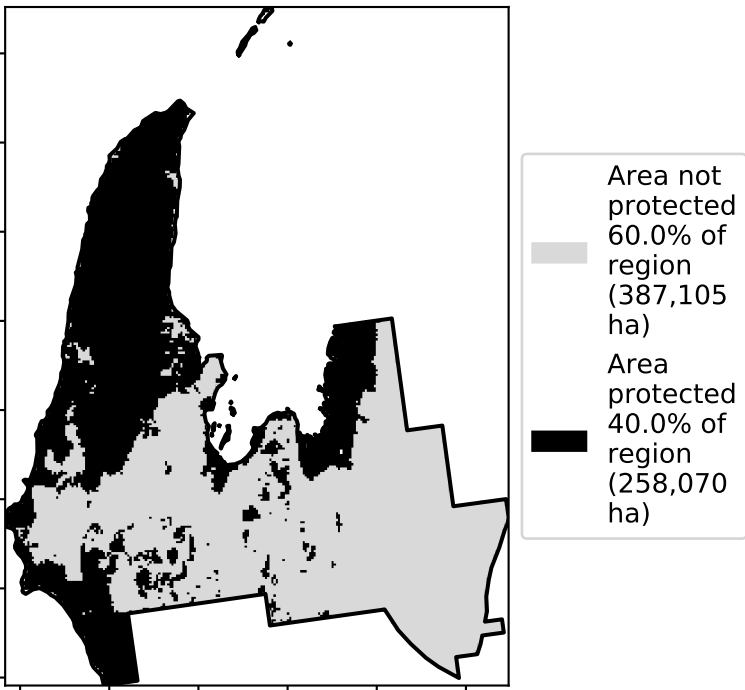 Area not
protected
60.0% of
region
(387,105
ha)
Area
protected
40.0% of
region
(258,070
ha)